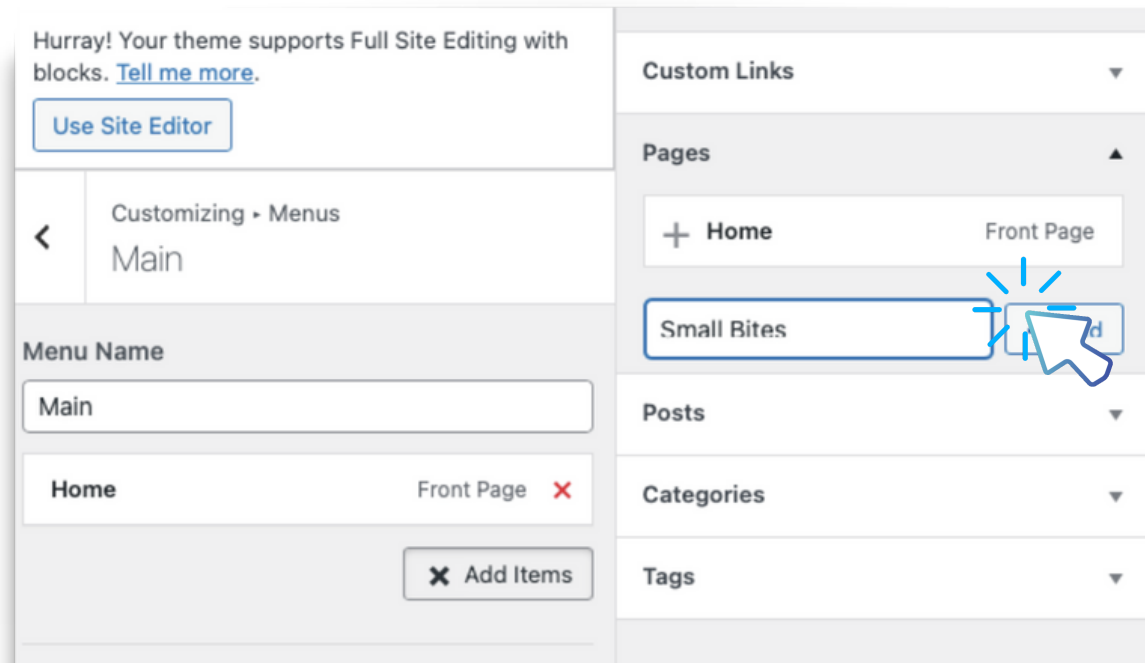 Hurray! Your theme supports Full Site Editing with
blocks. Tell me more.
Use Site Editor
Customizing ▸ Menus
Main
Menu Name
Main
Home Front Page
Add Items
Custom Links
Pages
Home Front Page
Small Bites
Posts
Categories
Tags